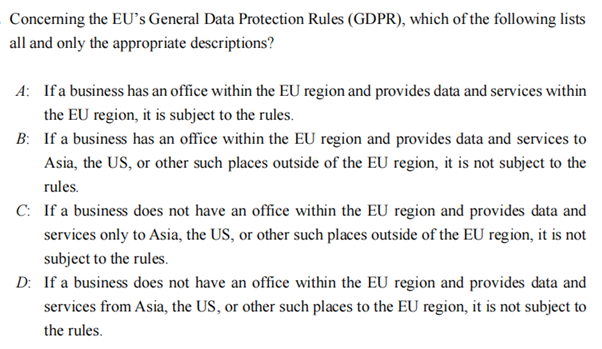 Concerning the EU's General Data Protection Rules (GDPR), which of the following lists
all and only the appropriate descriptions?
A: If a business has an office within the EU region and provides data and services within
the EU region, it is subject to the rules.
B: If a business has an office within the EU region and provides data and services to
Asia, the US, or other such places outside of the EU region, it is not subject to the
rules.
C: If a business does not have an office within the EU region and provides data and
services only to Asia, the US, or other such places outside of the EU region, it is not
subject to the rules.
D: If a business does not have an office within the EU region and provides data and
services from Asia, the US, or other such places to the EU region, it is not subject to
the rules.